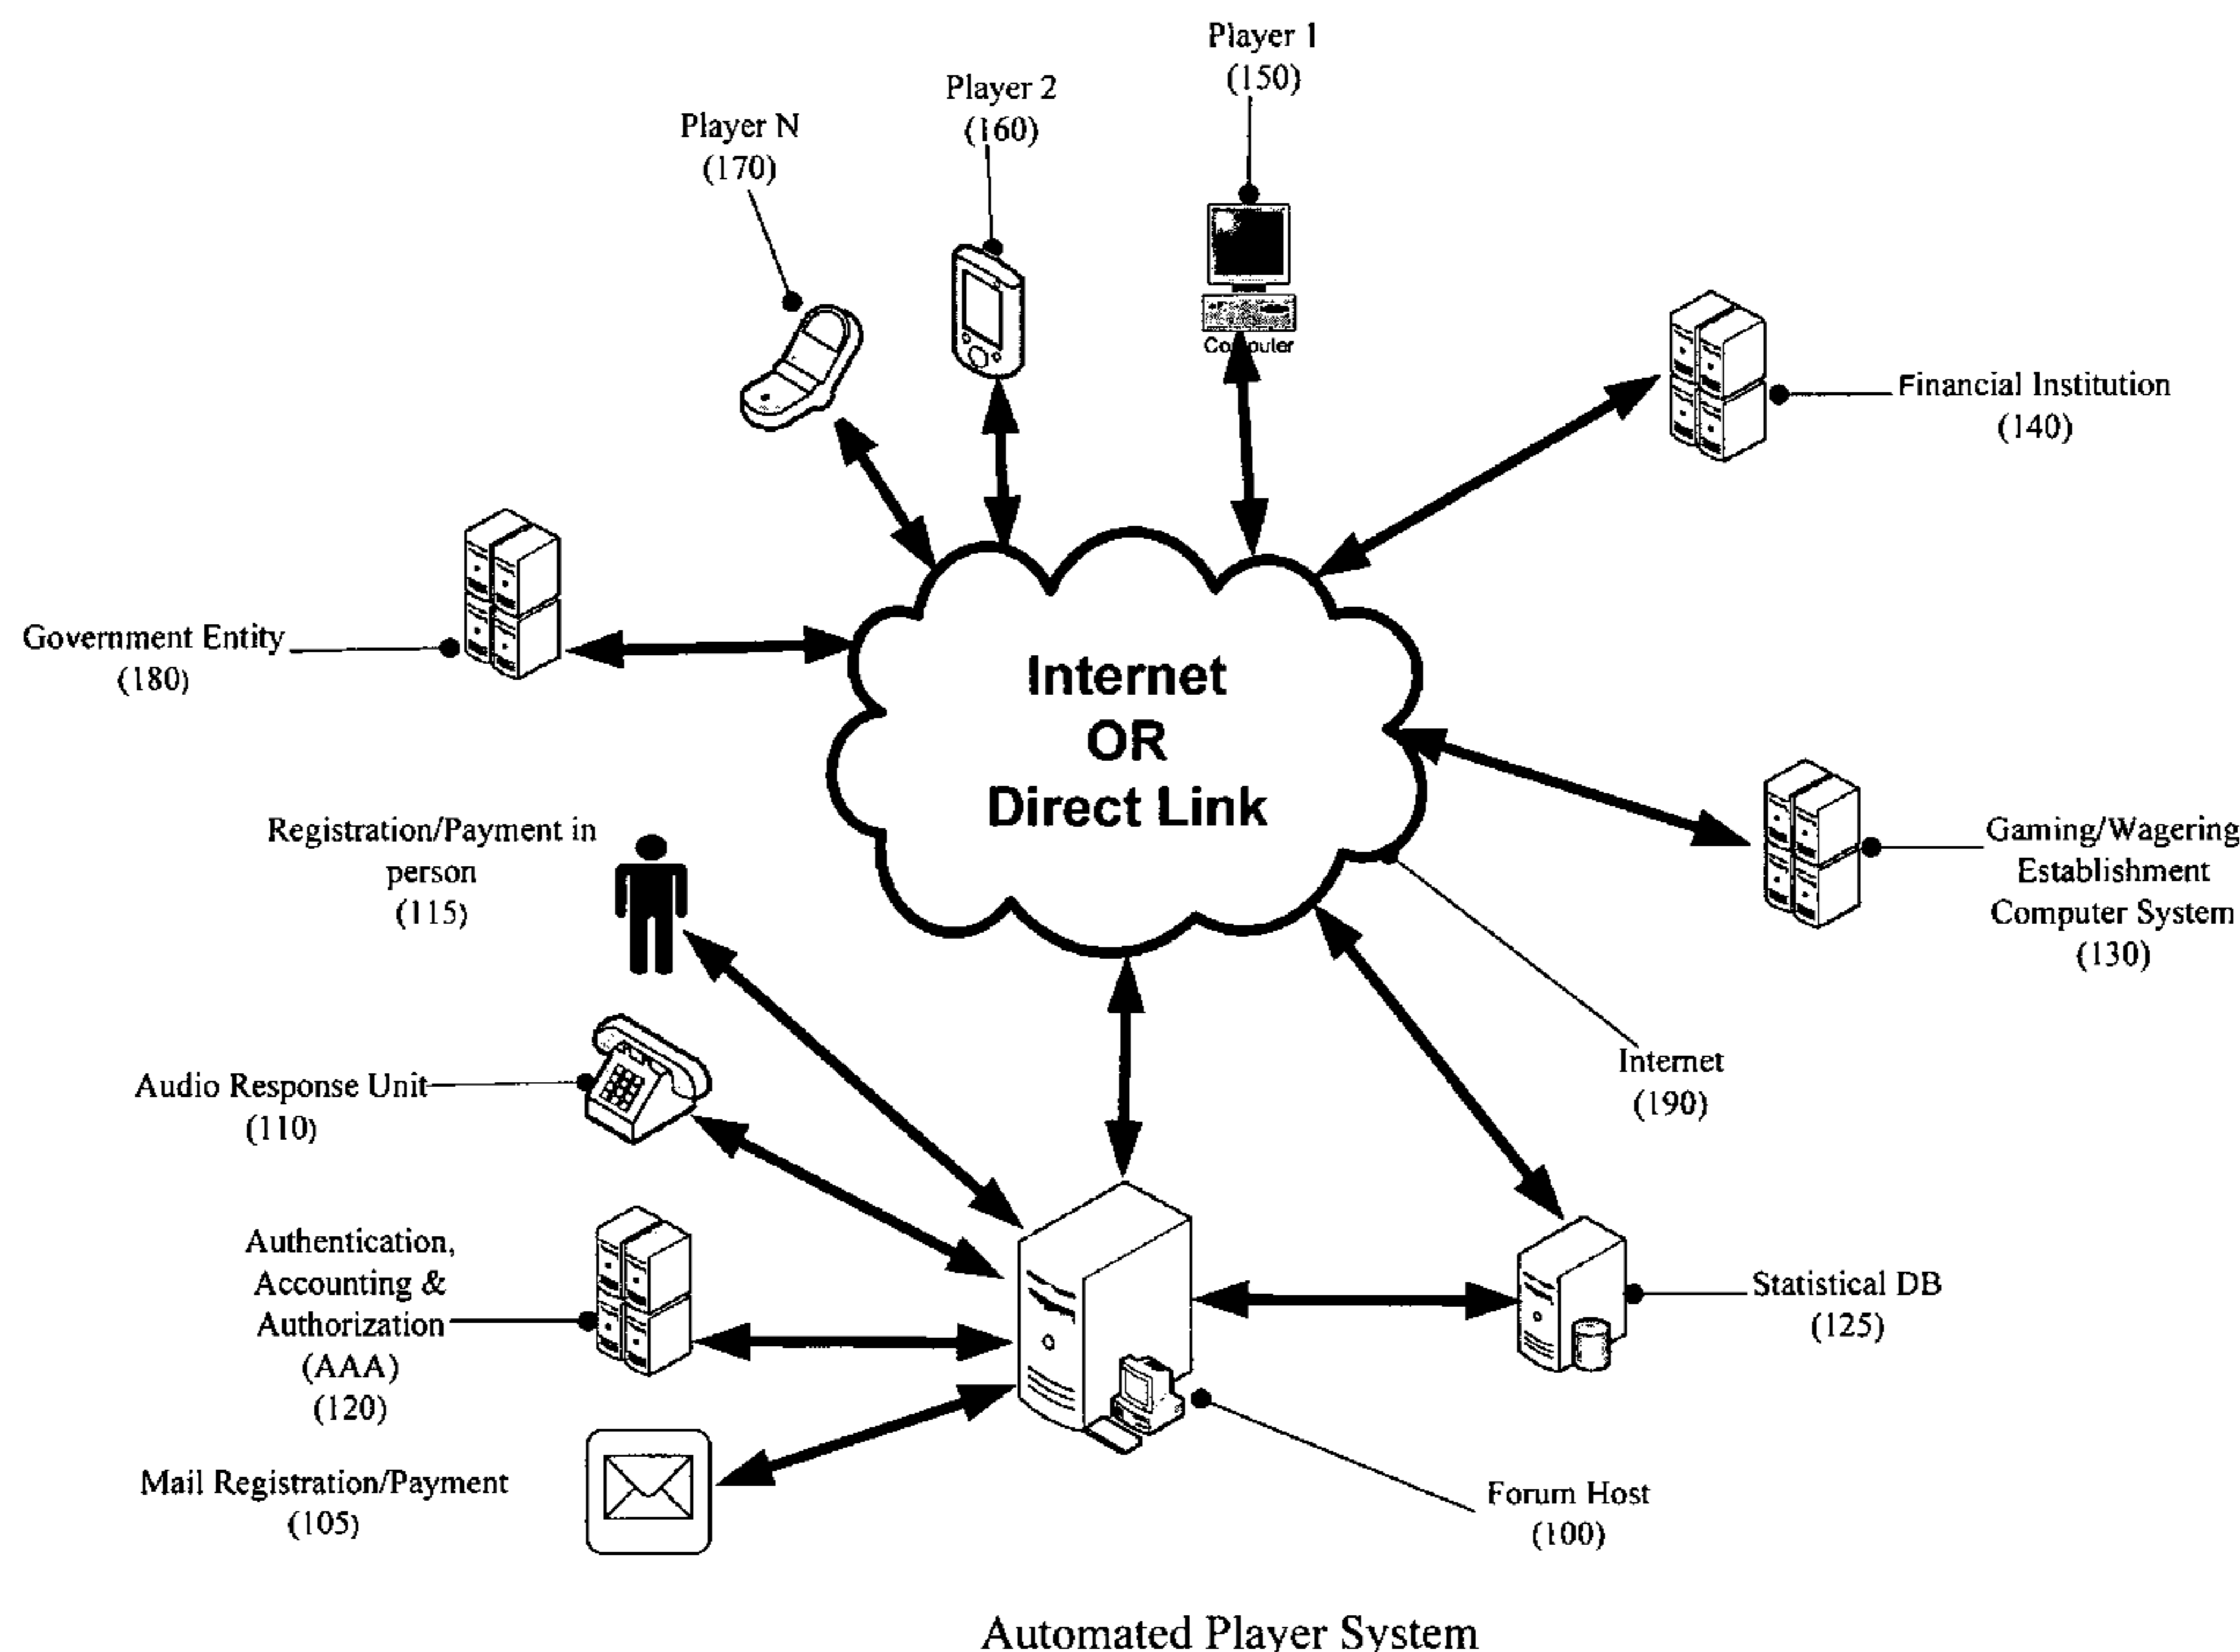 Player 1
(150)
Player 2
(160)
Player N
(170)
Computer
Financial Institution
(140)
Government Entity
(180)
Internet
OR
Direct Link
Registration/Payment in
person
(115)
Gaming/Wagering
Establishment
Computer System
(130)
Internet
(190)
Audio Response Unit
(110)
Authentication,
Accounting &
Authorization
(AAA)
(120)
Statistical DB
(125)
Mail Registration/Payment
(105)
Forum Host
(100)
Automated Player System